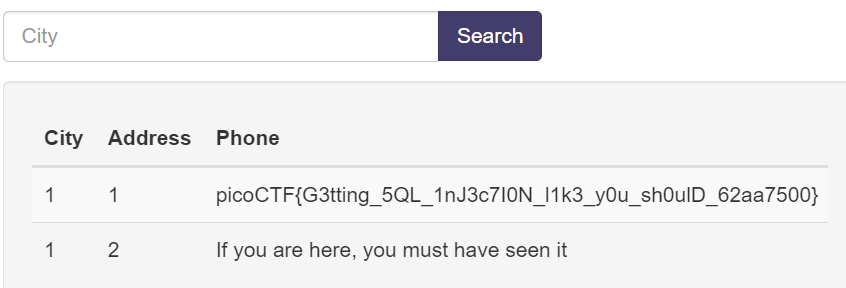 City Search
City Address Phone
1 1 picoCTF{G3tting_5QL_1nJ3c7I0N_l1k3_y0u_sh0ulD_62aa7500}
1 2 If you are here, you must have seen it